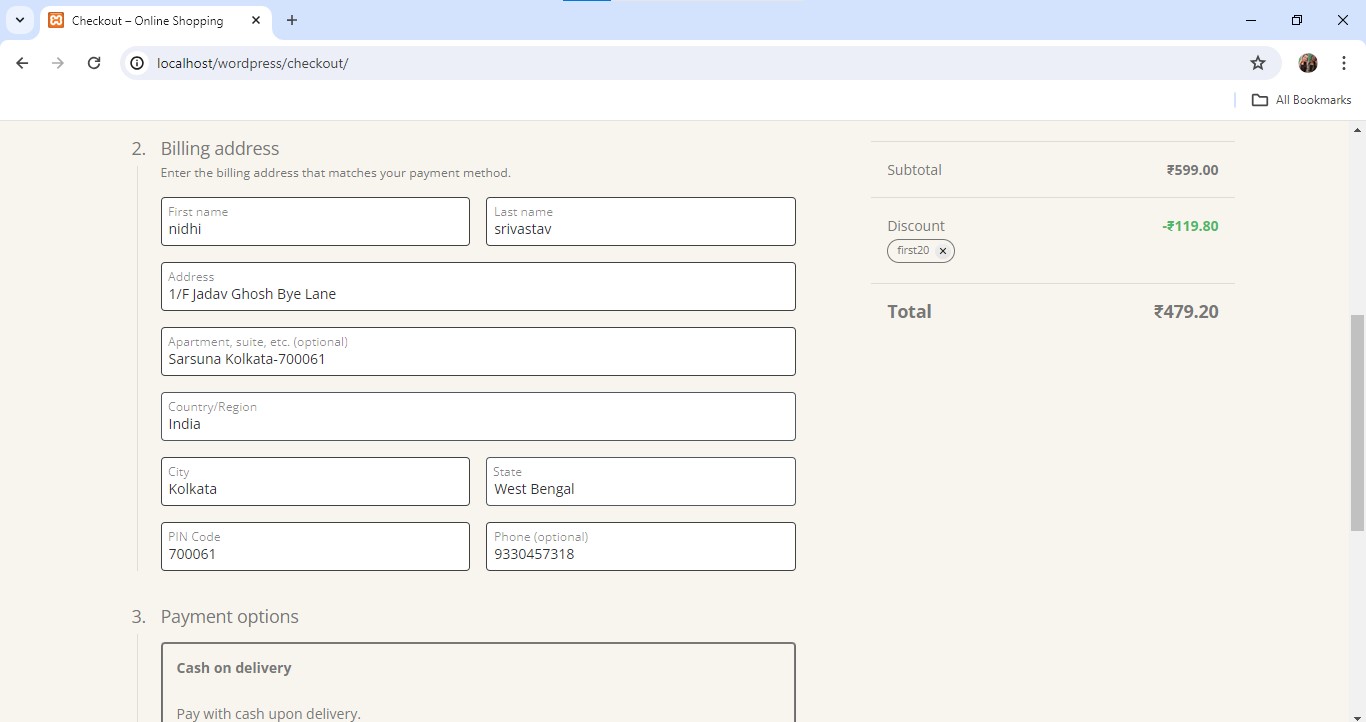 Checkout – Online Shopping
localhost/wordpress/checkout/
All Bookmarks
2. Billing address
Enter the billing address that matches your payment method.
First name
nidhi
Last name
srivastav
Address
1/F Jadav Ghosh Bye Lane
Apartment, suite, etc. (optional)
Sarsuna Kolkata-700061
Country/Region
India
City
Kolkata
State
West Bengal
PIN Code
700061
Phone (optional)
9330457318
3. Payment options
Cash on delivery
Pay with cash upon delivery.
Subtotal ₹599.00
Discount -₹119.80
first20
Total ₹479.20